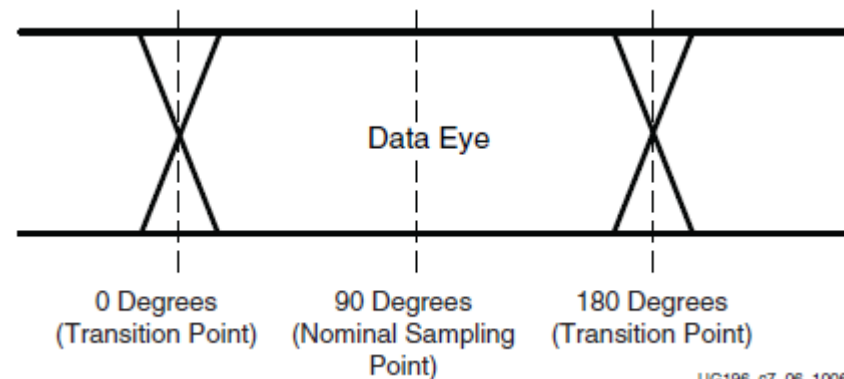 Data Eye
0 Degrees
(Transition Point)
90 Degrees
(Nominal Sampling
Point)
180 Degrees
(Transition Point)